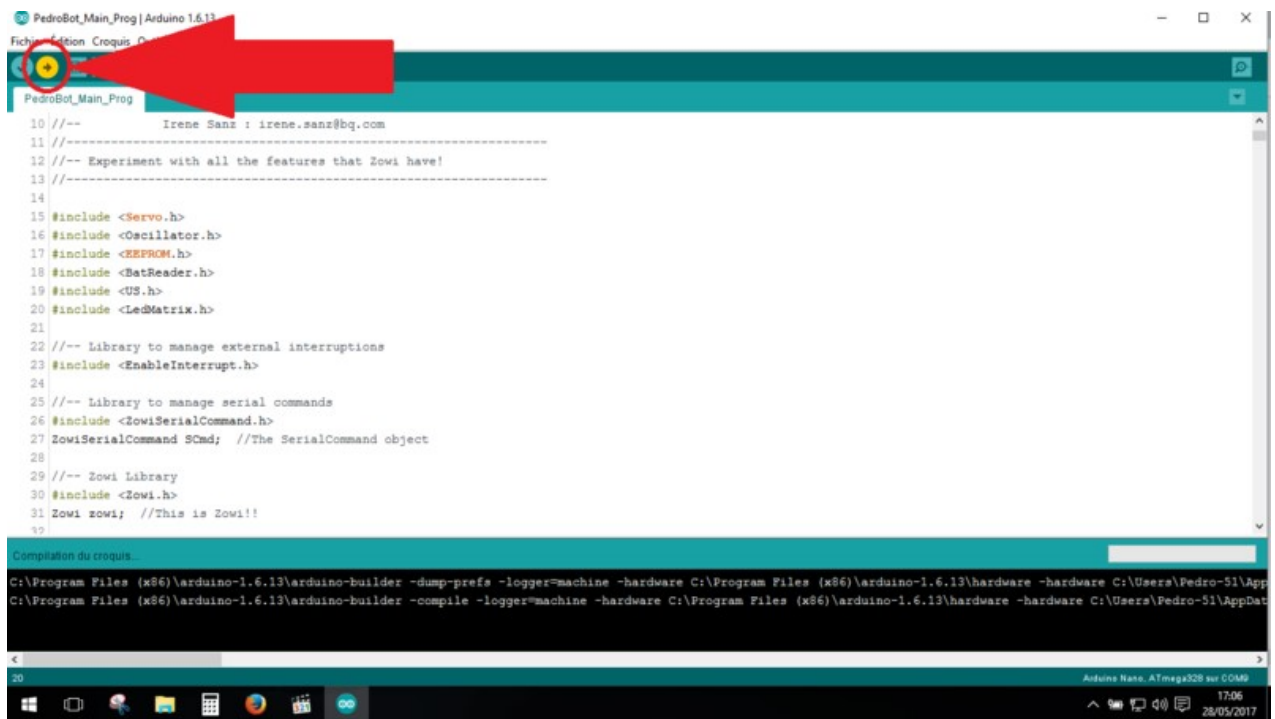 PedroBot_Main_Prog | Arduino 1.6.13
Fichier Édition Croquis
PedroBot_Main_Prog
10 //-- Irene Sanz : irene.sanz@bq.com
11 //-----------------------------------------------------------------
12 //-- Experiment with all the features that Zowi have!
13 //-----------------------------------------------------------------
14
15 #include <Servo.h>
16 #include <Oscillator.h>
17 #include <EEPROM.h>
18 #include <BatReader.h>
19 #include <US.h>
20 #include <LedMatrix.h>
21
22 //-- Library to manage external interruptions
23 #include <EnableInterrupt.h>
24
25 //-- Library to manage serial commands
26 #include <ZowiSerialCommand.h>
27 ZowiSerialCommand SCmd; //The SerialCommand object
28
29 //-- Zowi Library
30 #include <Zowi.h>
31 Zowi zowi; //This is Zowi!!
32
Compilation du croquis...
C:\Program Files (x86)\arduino-1.6.13\arduino-builder -dump-prefs -logger=machine -hardware C:\Program Files (x86)\arduino-1.6.13\hardware -hardware C:\Users\Pedro-51\App
C:\Program Files (x86)\arduino-1.6.13\arduino-builder -compile -logger=machine -hardware C:\Program Files (x86)\arduino-1.6.13\hardware -hardware C:\Users\Pedro-51\AppDat
20 Arduino Nano, ATmega328 sur COM9
17:06
28/05/2017